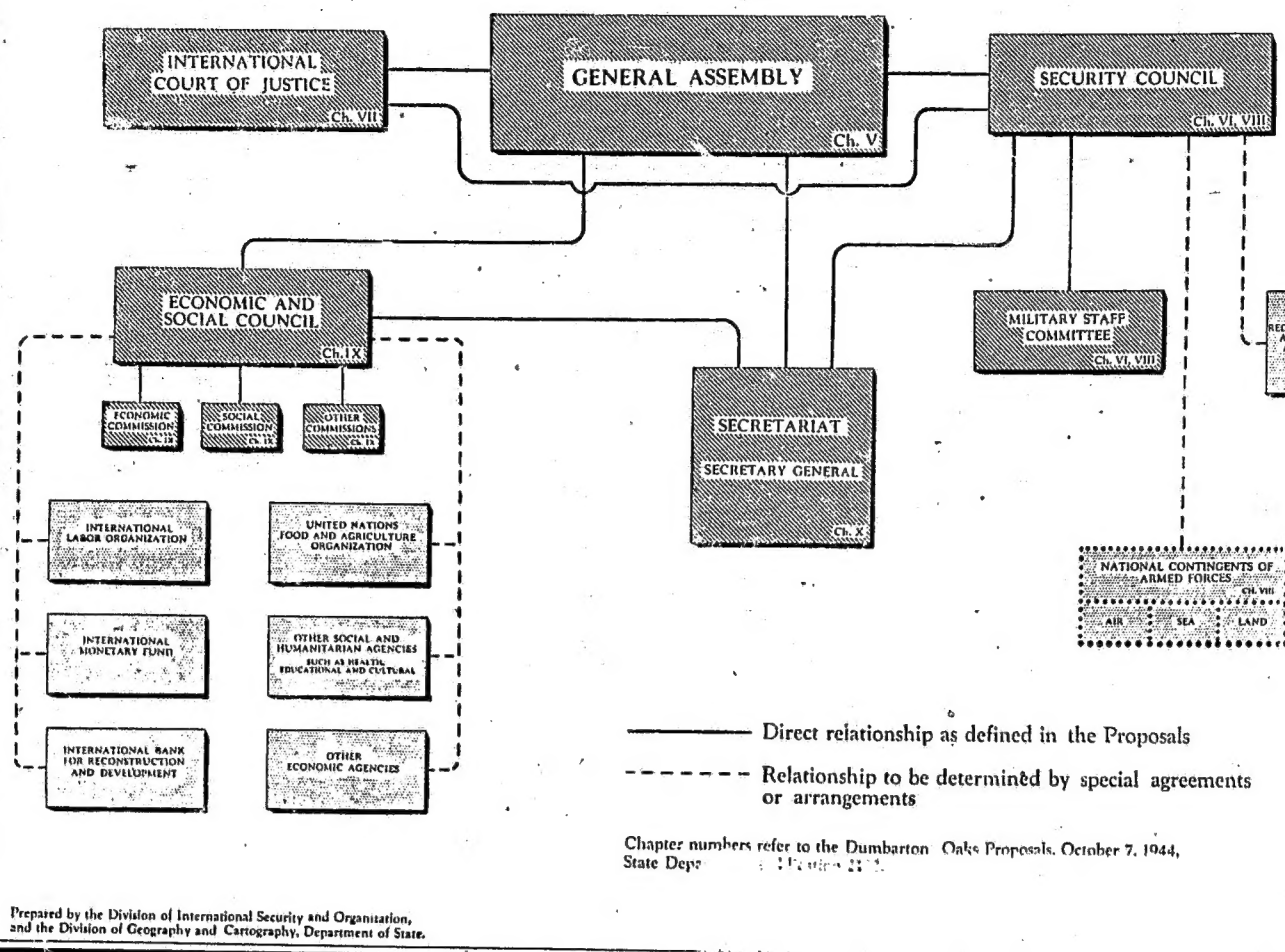 INTERNATIONAL
COURT OF JUSTICE
Ch. VII
GENERAL ASSEMBLY
Ch. V
SECURITY COUNCIL
Ch. VI, VIII
ECONOMIC AND
SOCIAL COUNCIL
Ch. IX
MILITARY STAFF
COMMITTEE
Ch. VI, VIII
ECONOMIC
COMMISSION
Ch. IX
SOCIAL
COMMISSION
Ch. IX
OTHER
COMMISSIONS
Ch. IX
SECRETARIAT
SECRETARY GENERAL
Ch. X
INTERNATIONAL
LABOR ORGANIZATION
UNITED NATIONS
FOOD AND AGRICULTURE
ORGANIZATION
INTERNATIONAL
MONETARY FUND
OTHER SOCIAL AND
HUMANITARIAN AGENCIES
SUCH AS HEALTH,
EDUCATIONAL AND CULTURAL
INTERNATIONAL BANK
FOR RECONSTRUCTION
AND DEVELOPMENT
OTHER
ECONOMIC AGENCIES
NATIONAL CONTINGENTS OF
ARMED FORCES
CH. VIII
AIR
SEA
LAND
Direct relationship as defined in the Proposals
Relationship to be determined by special agreements
or arrangements
Chapter numbers refer to the Dumbarton Oaks Proposals, October 7, 1944,
State
Prepared by the Division of International Security and Organization,
and the Division of Geography and Cartography, Department of State.